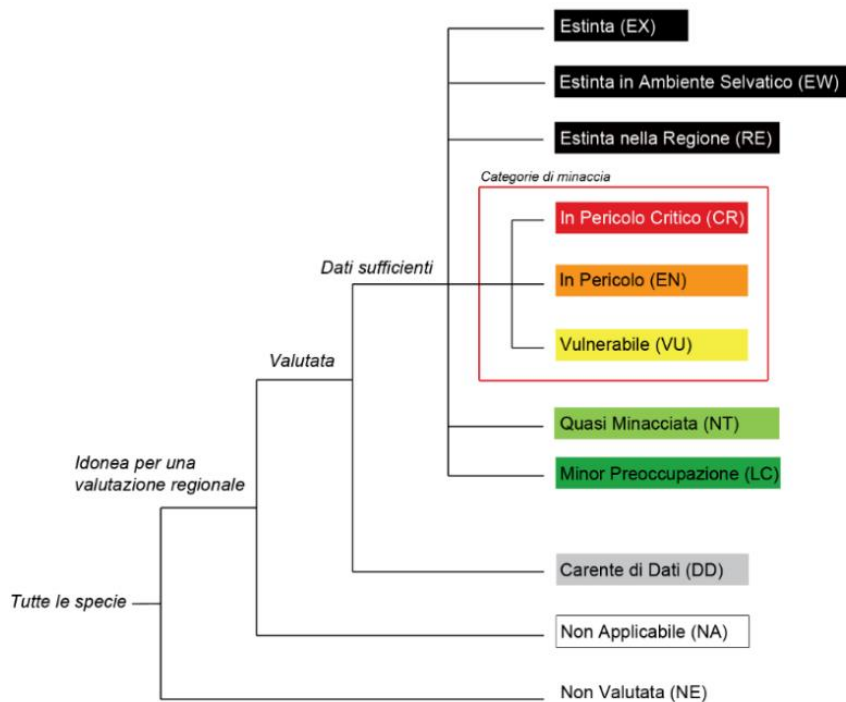 Estinta (EX)
Estinta in Ambiente Selvatico (EW)
Estinta nella Regione (RE)
Categorie di minaccia
In Pericolo Critico (CR)
Dati sufficienti
In Pericolo (EN)
Vulnerabile (VU)
Valutata
Quasi Minacciata (NT)
Idonea per una
valutazione regionale
Minor Preoccupazione (LC)
Carente di Dati (DD)
Tutte le specie
Non Applicabile (NA)
Non Valutata (NE)